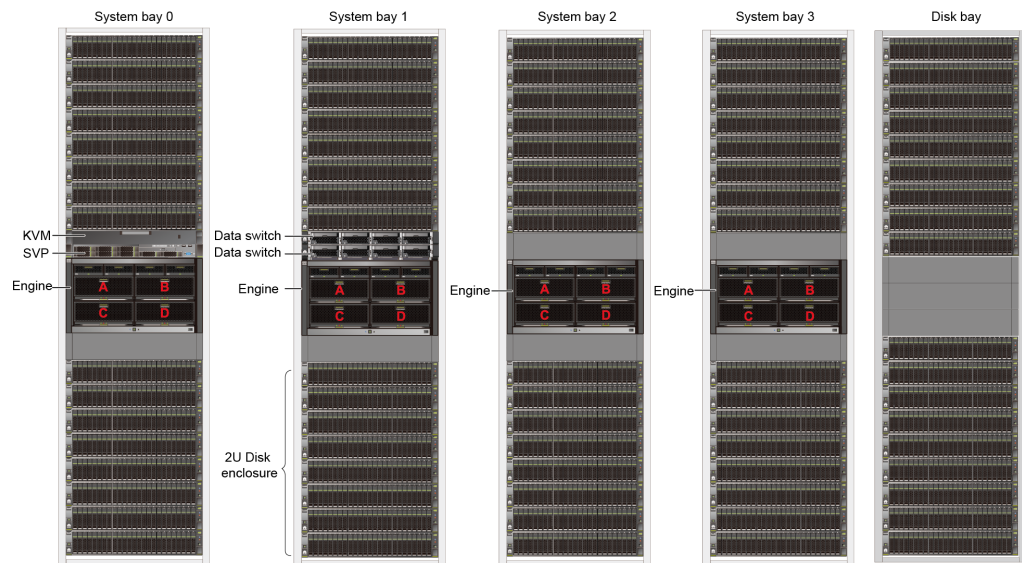 System bay 0
System bay 1
System bay 2
System bay 3
Disk bay
KVM
SVP
Data switch
Data switch
Engine
A B
C D
Engine
A B
C D
Engine
A B
C D
Engine
A B
C D
2U Disk
enclosure